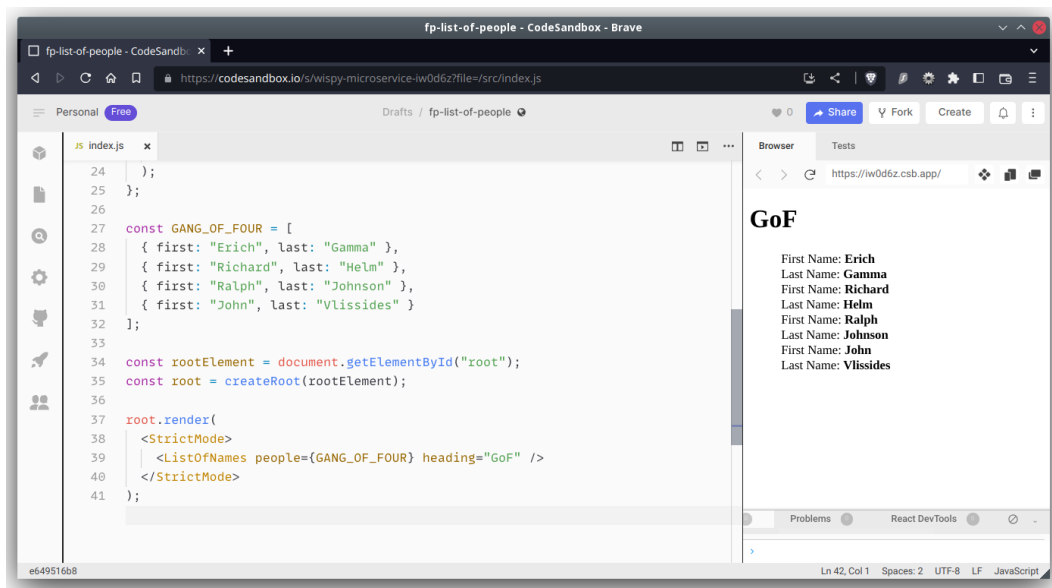 fp-list-of-people - CodeSandbox - Brave
fp-list-of-people - CodeSandbo
https://codesandbox.io/s/wispy-microservice-iw0d6z?file=/src/index.js
Personal Free Drafts / fp-list-of-people 0 Share Fork Create
JS index.js x
24 );
25 };
26
27 const GANG_OF_FOUR = [
28 { first: "Erich", last: "Gamma" },
29 { first: "Richard", last: "Helm" },
30 { first: "Ralph", last: "Johnson" },
31 { first: "John", last: "Vlissides" }
32 ];
33
34 const rootElement = document.getElementById("root");
35 const root = createRoot(rootElement);
36
37 root.render(
38 <StrictMode>
39 <ListOfNames people={GANG_OF_FOUR} heading="GoF" />
40 </StrictMode>
41 );
Browser Tests
https://iw0d6z.csb.app/
GoF
First Name: Erich
Last Name: Gamma
First Name: Richard
Last Name: Helm
First Name: Ralph
Last Name: Johnson
First Name: John
Last Name: Vlissides
Problems React DevTools
e649516b8 Ln 42, Col 1 Spaces: 2 UTF-8 LF JavaScript